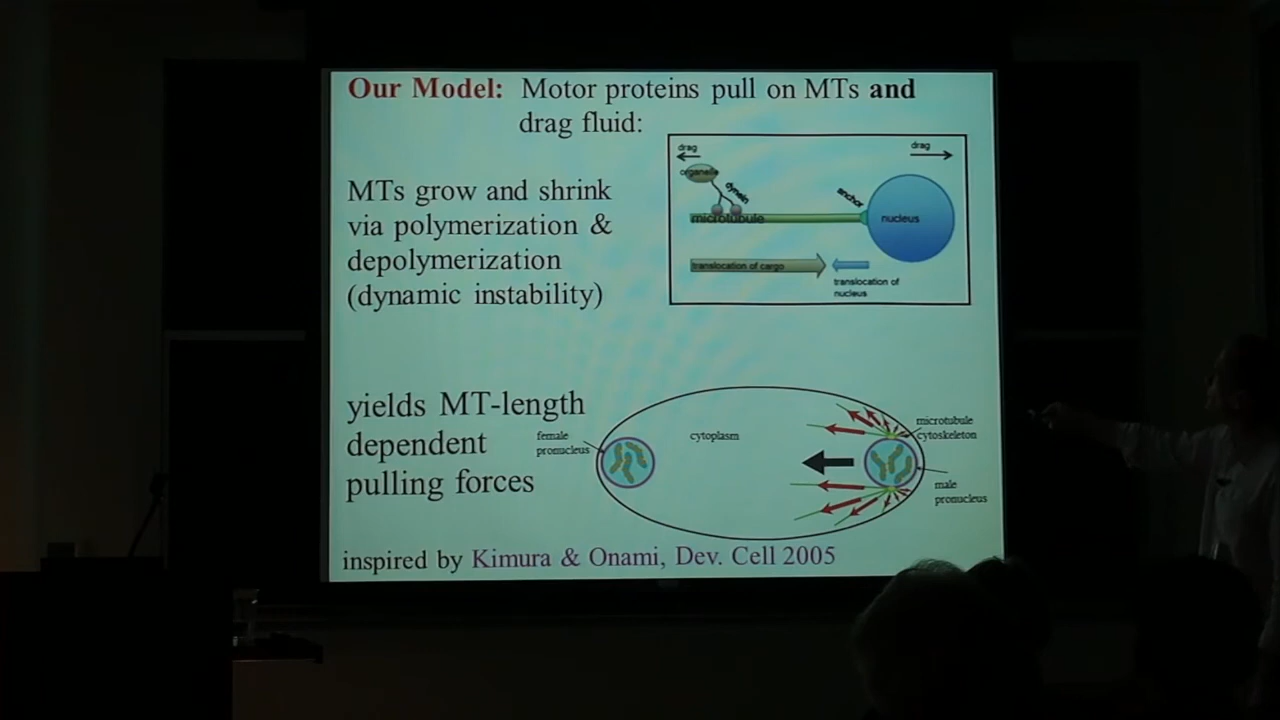 Our Model: Motor proteins pull on MTs and
drag fluid:
MTs grow and shrink
via polymerization &
depolymerization
(dynamic instability)
drag
drag
organelle
dynein
anchor
microtubule
nucleus
translocation of cargo
translocation of
nucleus
yields MT-length
dependent
pulling forces
female
pronucleus
cytoplasm
microtubule
cytoskeleton
male
pronucleus
inspired by Kimura & Onami, Dev. Cell 2005